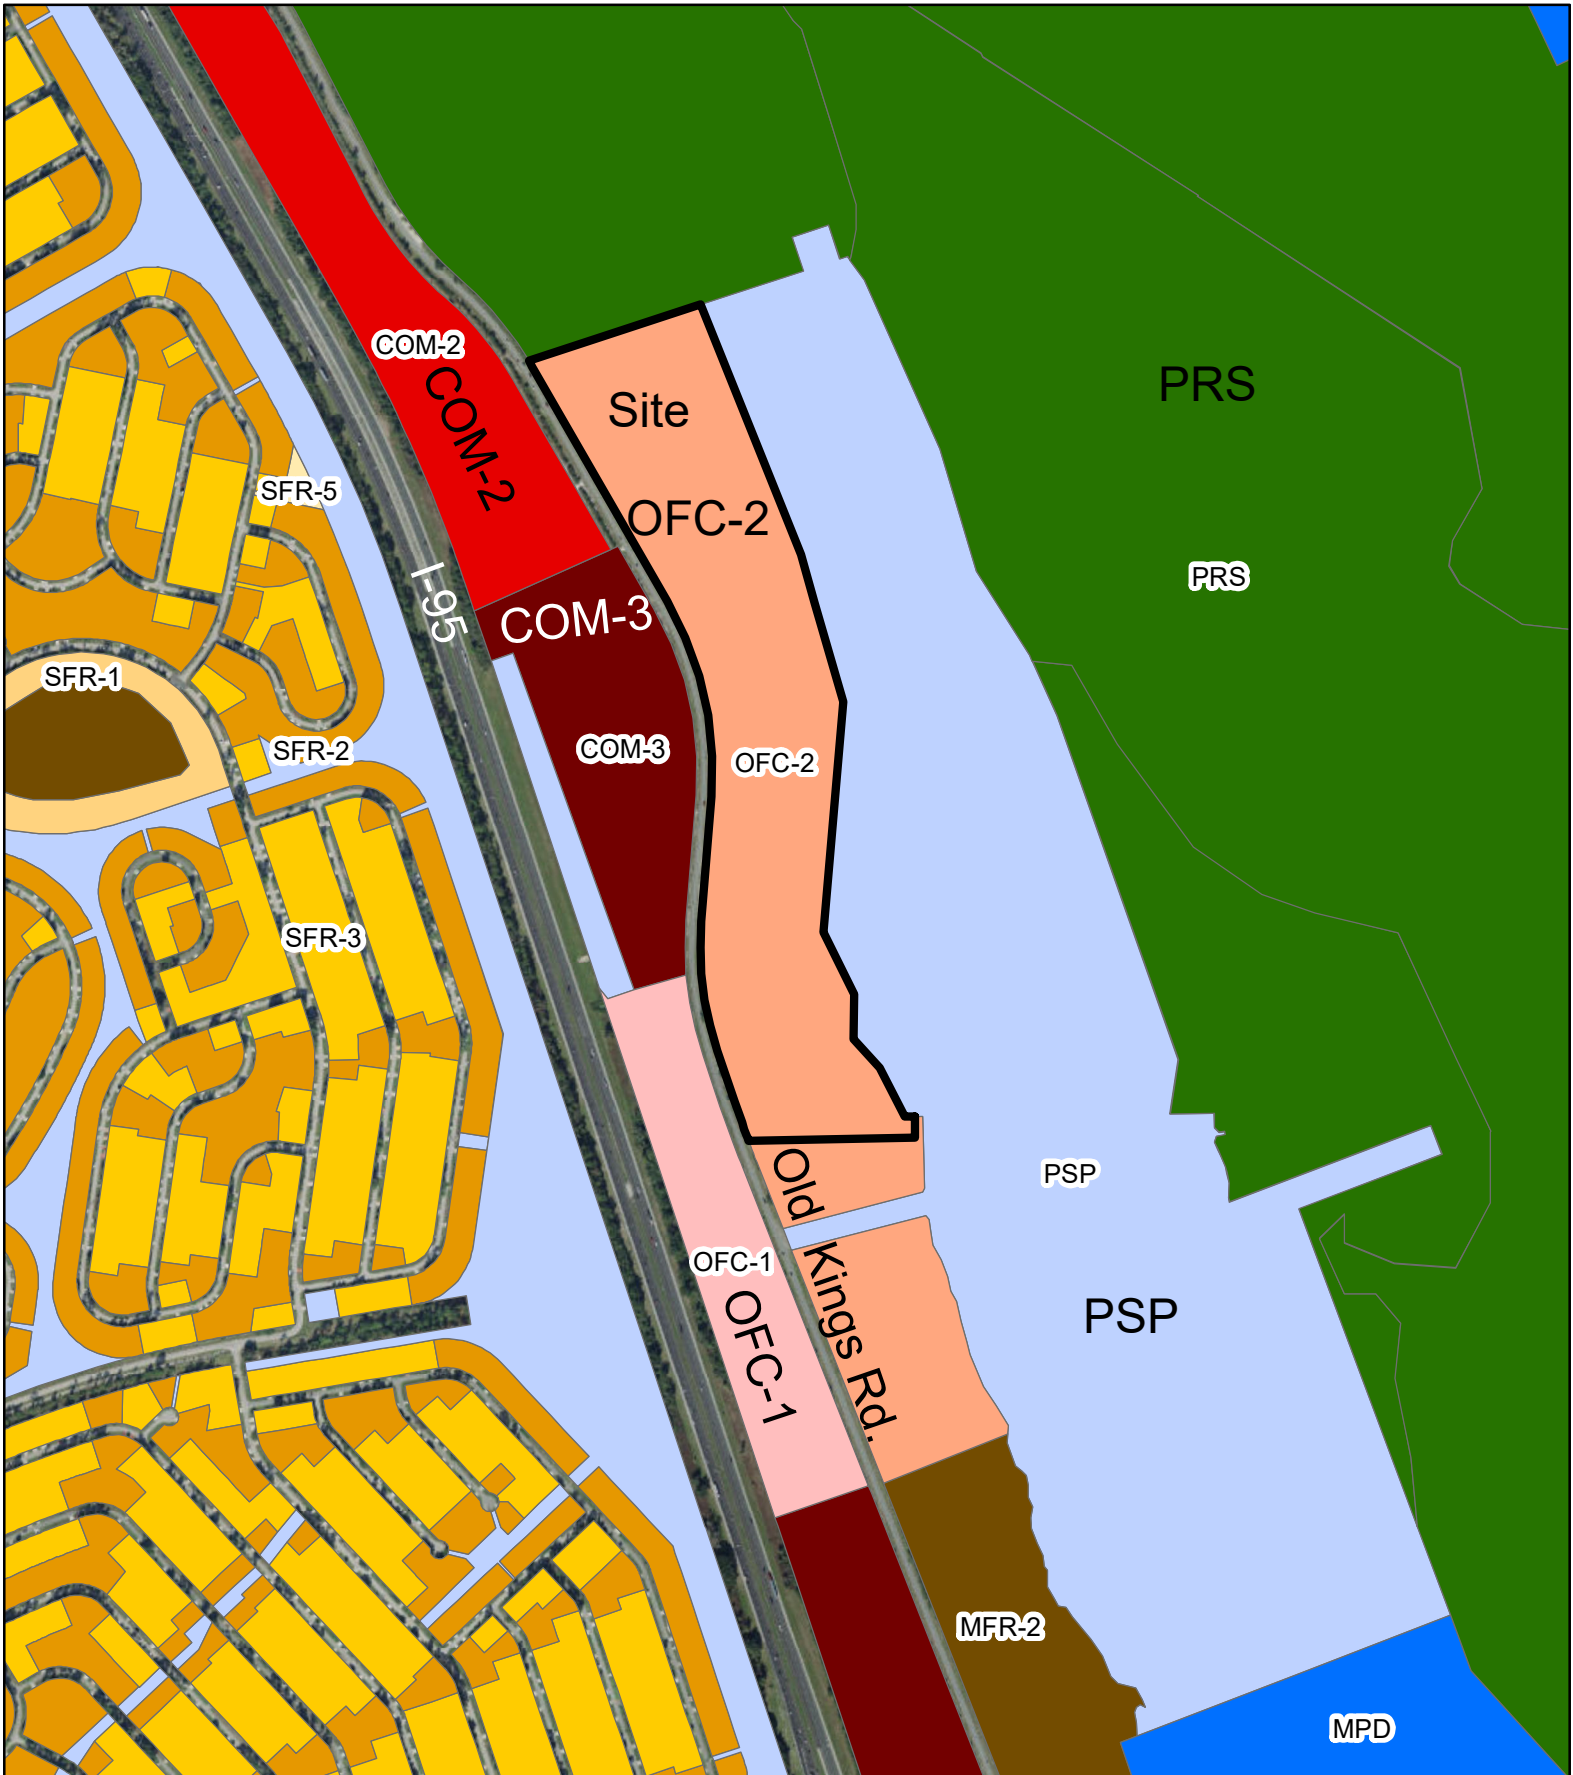 COM-2
COM-2
Site
PRS
SFR-5
OFC-2
PRS
I-95
COM-3
SFR-1
SFR-2
COM-3
OFC-2
SFR-3
PSP
Old Kings Rd.
OFC-1
OFC-1
PSP
MFR-2
MPD